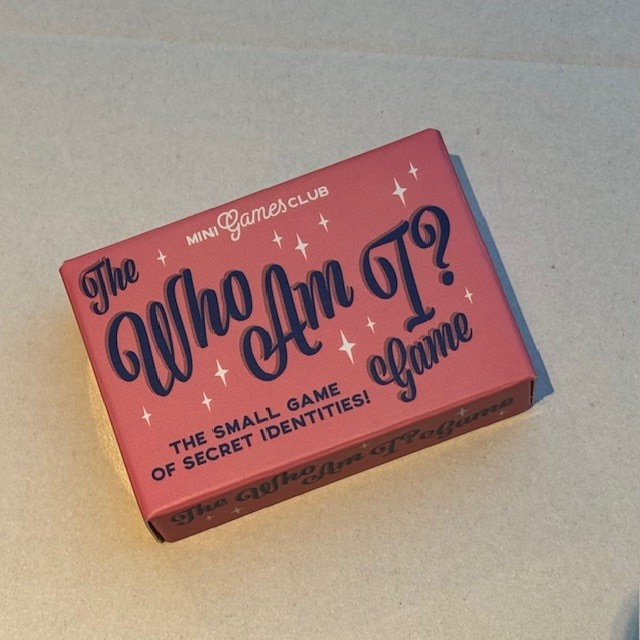 MINI Games CLUB
The
Who Am I?
Game
THE SMALL GAME
OF SECRET IDENTITIES!
The Who Am I? Game